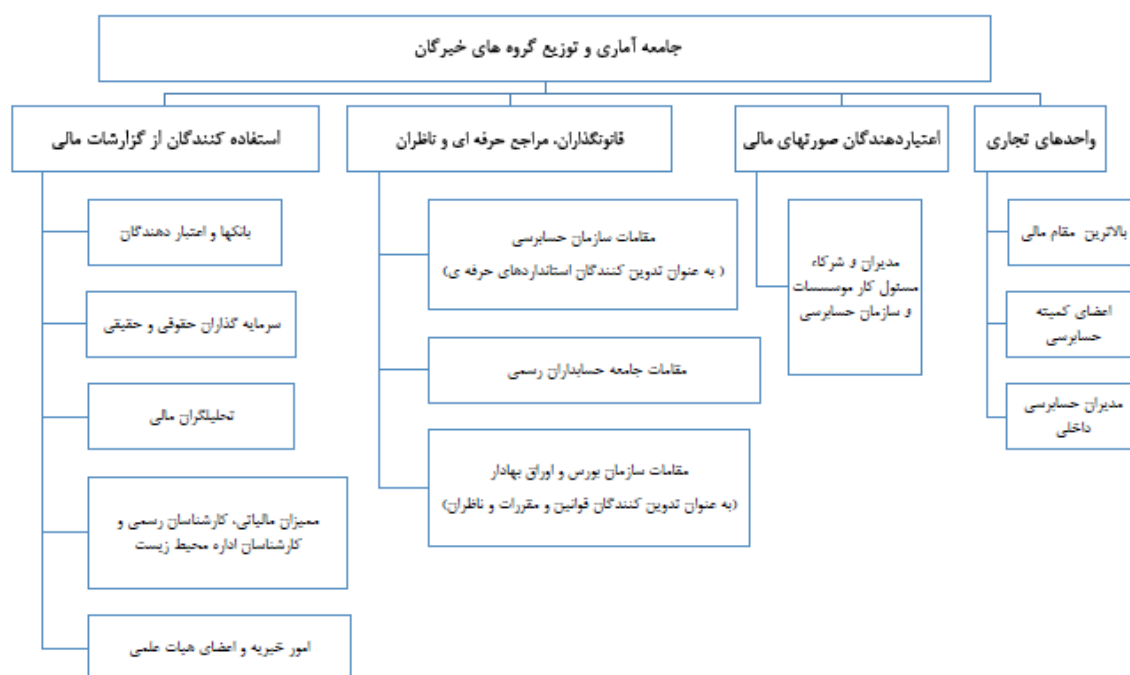 جامعه آماری و توزیع گروه های خبرگان
واحدهای تجاری
بالاترین مقام مالی
اعضای کمیته
حسابرسی
مدیران حسابرسی
داخلی
اعتباردهندگان صورتهای مالی
مدیران و شرکاء
مسئول کار موسسات
و سازمان حسابرسی
قانونگذاران، مراجع حرفه ای و ناظران
مقامات سازمان حسابرسی
( به عنوان تدوین کنندگان استانداردهای حرفه ی)
مقامات جامعه حسابداران رسمی
مقامات سازمان بورس و اوراق بهادار
(به عنوان تدوین کنندگان قوانین و مقررات و ناظران)
استفاده کنندگان از گزارشات مالی
بانکها و اعتبار دهندگان
سرمایه گذاران حقوقی و حقیقی
تحلیلگران مالی
ممیزان مالیاتی، کارشناسان رسمی و
کارشناسان اداره محیط زیست
امور خیریه و اعضای هیات علمی